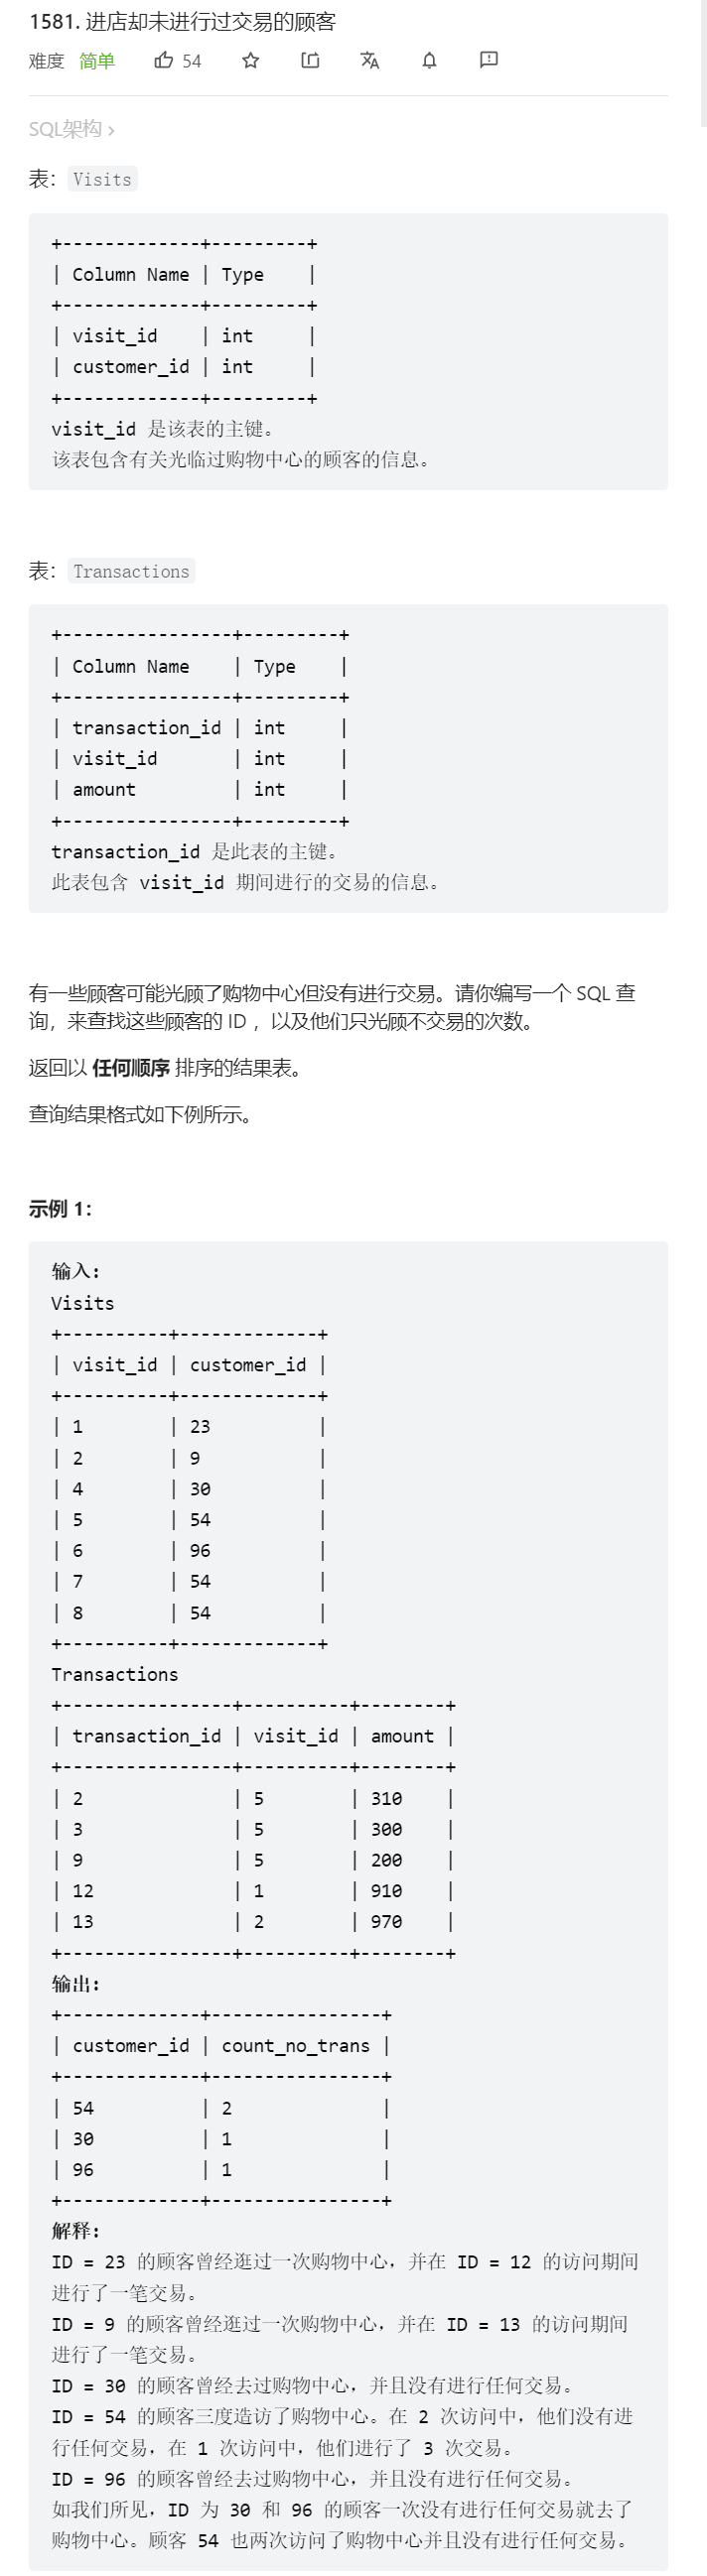 1581. 进店却未进行过交易的顾客
难度 简单 54
SQL架构 ›
表：Visits
+-------------+---------+
| Column Name | Type    |
+-------------+---------+
| visit_id    | int     |
| customer_id | int     |
+-------------+---------+
visit_id 是该表的主键。
该表包含有关光临过购物中心的顾客的信息。
表：Transactions
+----------------+---------+
| Column Name    | Type    |
+----------------+---------+
| transaction_id | int     |
| visit_id       | int     |
| amount         | int     |
+----------------+---------+
transaction_id 是此表的主键。
此表包含 visit_id 期间进行的交易的信息。
有一些顾客可能光顾了购物中心但没有进行交易。请你编写一个 SQL 查
询，来查找这些顾客的 ID ，以及他们只光顾不交易的次数。
返回以 任何顺序 排序的结果表。
查询结果格式如下例所示。
示例 1：
输入:
Visits
+----------+-------------+
| visit_id | customer_id |
+----------+-------------+
| 1        | 23          |
| 2        | 9           |
| 4        | 30          |
| 5        | 54          |
| 6        | 96          |
| 7        | 54          |
| 8        | 54          |
+----------+-------------+
Transactions
+----------------+----------+--------+
| transaction_id | visit_id | amount |
+----------------+----------+--------+
| 2              | 5        | 310    |
| 3              | 5        | 300    |
| 9              | 5        | 200    |
| 12             | 1        | 910    |
| 13             | 2        | 970    |
+----------------+----------+--------+
输出:
+-------------+----------------+
| customer_id | count_no_trans |
+-------------+----------------+
| 54          | 2              |
| 30          | 1              |
| 96          | 1              |
+-------------+----------------+
解释:
ID = 23 的顾客曾经逛过一次购物中心，并在 ID = 12 的访问期间
进行了一笔交易。
ID = 9 的顾客曾经逛过一次购物中心，并在 ID = 13 的访问期间
进行了一笔交易。
ID = 30 的顾客曾经去过购物中心，并且没有进行任何交易。
ID = 54 的顾客三度造访了购物中心。在 2 次访问中，他们没有进
行任何交易，在 1 次访问中，他们进行了 3 次交易。
ID = 96 的顾客曾经去过购物中心，并且没有进行任何交易。
如我们所见，ID 为 30 和 96 的顾客一次没有进行任何交易就去了
购物中心。顾客 54 也两次访问了购物中心并且没有进行任何交易。